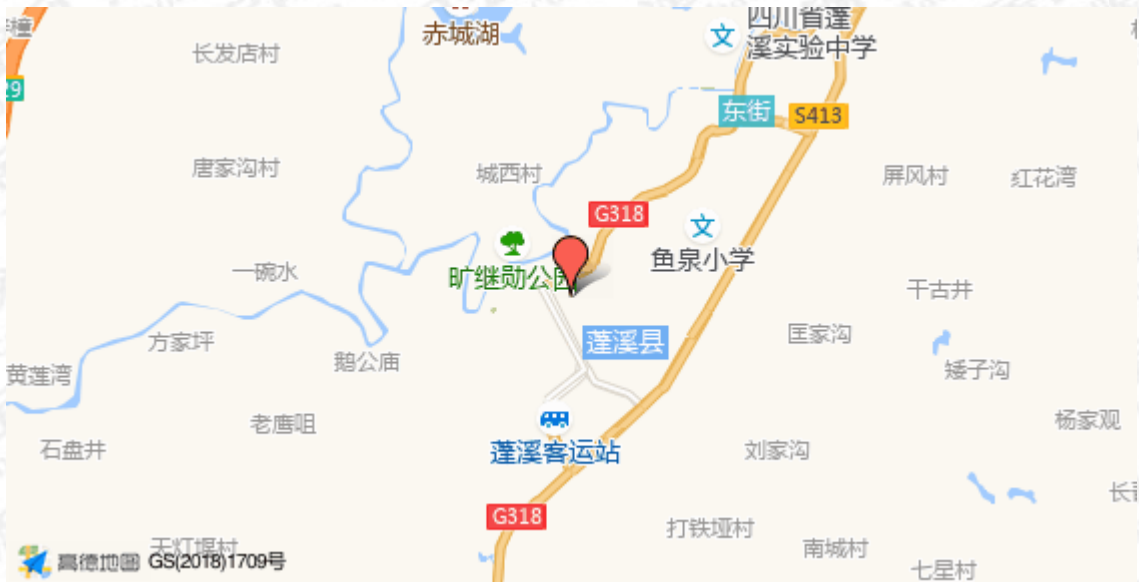 四川省蓬
溪实验中学
赤城湖
长发店村
29
东街
S413
唐家沟村
城西村
屏风村
红花湾
G318
鱼泉小学
一碗水
旷继勋公园
干古井
方家坪
蓬溪县
匡家沟
鹅公庙
黄莲湾
矮子沟
老鹰咀
杨家观
石盘井
蓬溪客运站
刘家沟
G318
打铁垭村
天灯堰村
南城村
七星村
高德地图 GS(2018)1709号